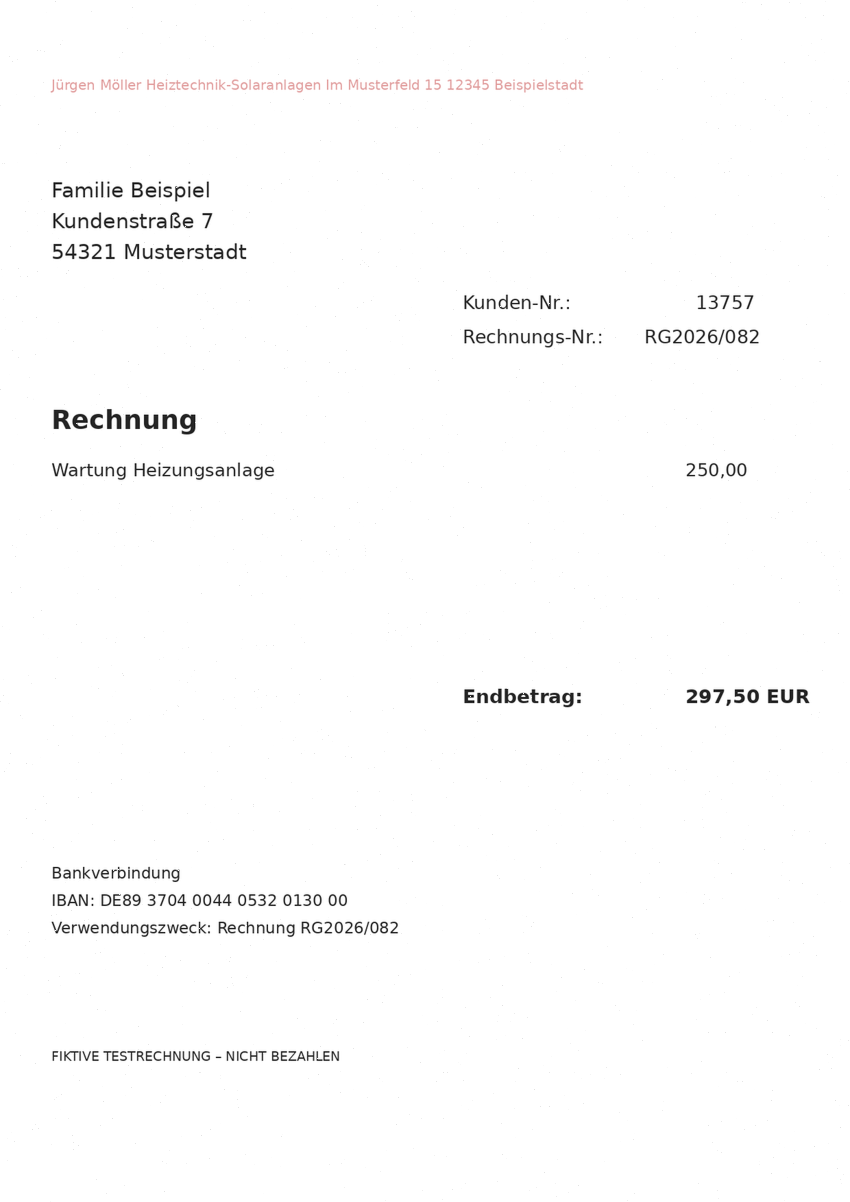 Jürgen Möller Heiztechnik-Solaranlagen Im Musterfeld 15 12345 Beispielstadt
Familie Beispiel
Kundenstraße 7
54321 Musterstadt
Kunden-Nr.: 13757
Rechnungs-Nr.: RG2026/082
Rechnung
Wartung Heizungsanlage 250,00
Endbetrag: 297,50 EUR
Bankverbindung
IBAN: DE89 3704 0044 0532 0130 00
Verwendungszweck: Rechnung RG2026/082
FIKTIVE TESTRECHNUNG – NICHT BEZAHLEN